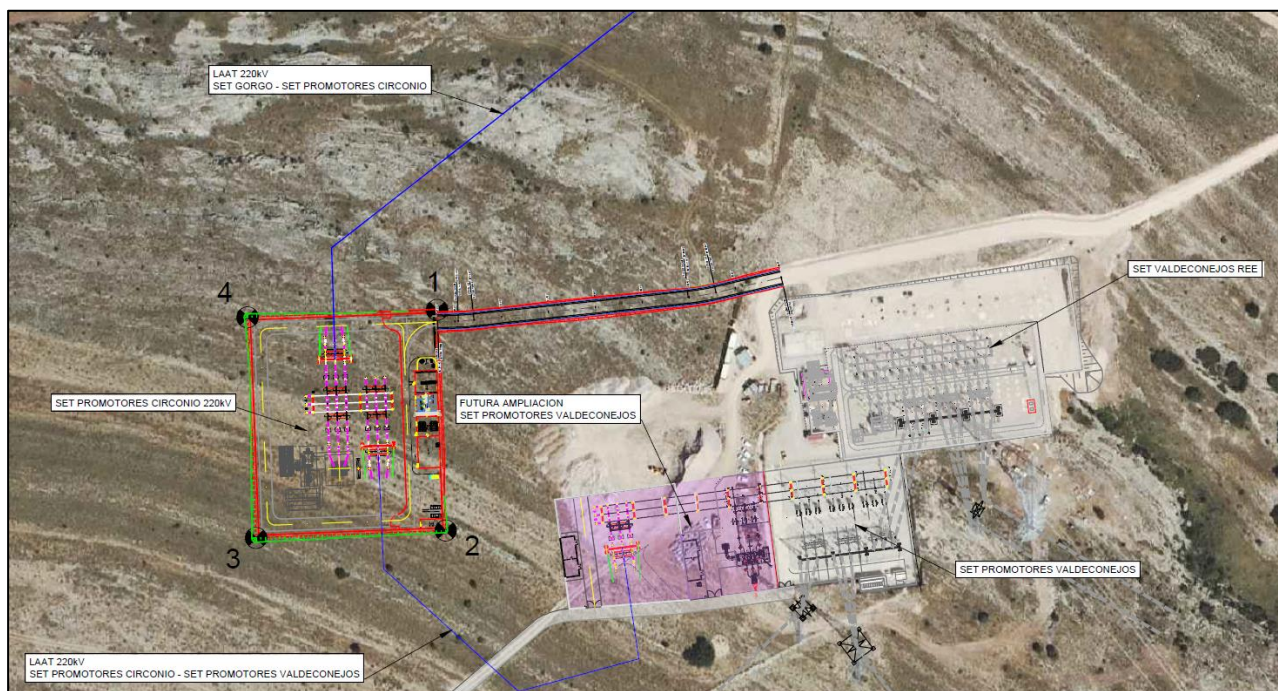 LAAT 220kV
SET GORGO - SET PROMOTORES CIRCONIO
SET VALDECONEJOS REE
1
4
SET PROMOTORES CIRCONIO 220kV
FUTURA AMPLIACION
SET PROMOTORES VALDECONEJOS
2
3
SET PROMOTORES VALDECONEJOS
LAAT 220kV
SET PROMOTORES CIRCONIO - SET PROMOTORES VALDECONEJOS